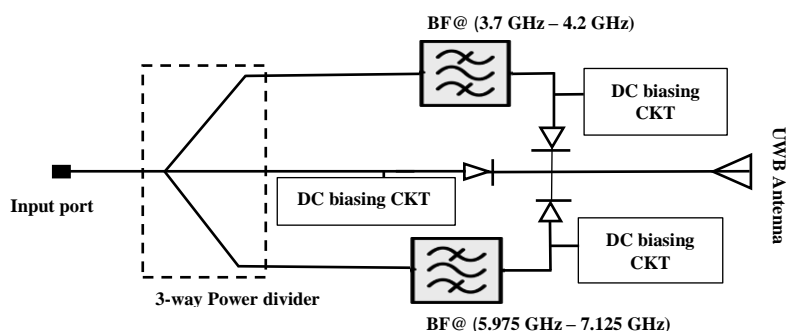 BF@ (3.7 GHz – 4.2 GHz)
DC biasing
CKT
UWB Antenna
Input port
DC biasing CKT
DC biasing
CKT
3-way Power divider
BF@ (5.975 GHz – 7.125 GHz)